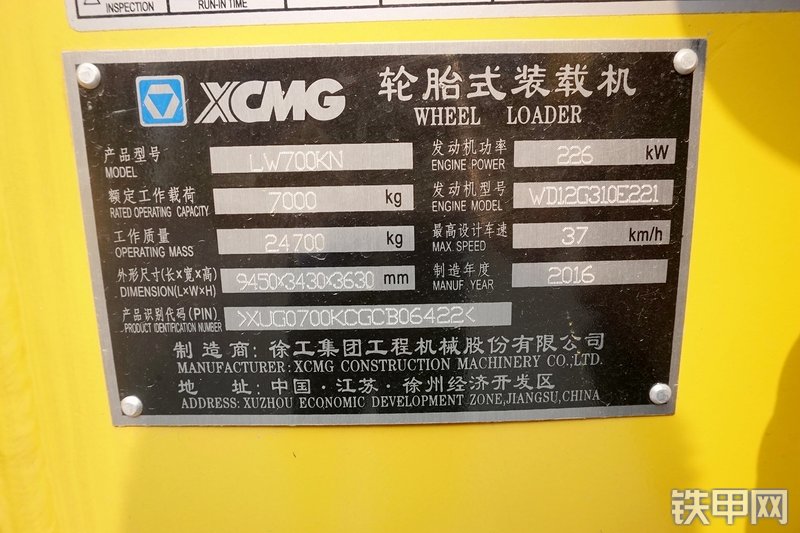 INSPECTION
RUN-IN TIME
XCMG 轮胎式装载机
WHEEL LOADER
产品型号 LW700KN 发动机功率 226 kW
MODEL ENGINE POWER
额定工作载荷 7000 kg 发动机型号 WD12G310E221
RATED OPERATING CAPACITY ENGINE MODEL
工作质量 24700 kg 最高设计车速 37 km/h
OPERATING MASS MAX. SPEED
外形尺寸(长×宽×高) 9450×3430×3630 mm 制造年度 2016
DIMENSION(L×W×H) MANUF. YEAR
产品识别代码(PIN) >XUG0700KCGCB06422<
PRODUCT IDENTIFICATION NUMBER
制造商:徐工集团工程机械股份有限公司
MANUFACTURER:XCMG CONSTRUCTION MACHINERY CO.,LTD.
地 址:中国·江苏·徐州经济开发区
ADDRESS:XUZHOU ECONOMIC DEVELOPMENT ZONE,JIANGSU,CHINA
铁甲网